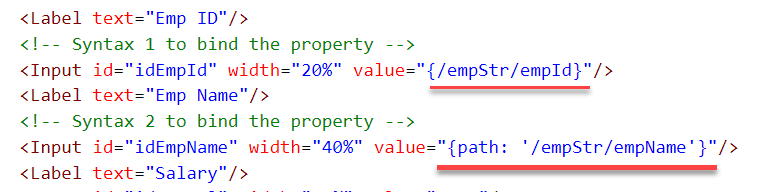 <Label text="Emp ID"/>
<!-- Syntax 1 to bind the property -->
<Input id="idEmpId" width="20%" value="{/empStr/empId}"/>
<Label text="Emp Name"/>
<!-- Syntax 2 to bind the property -->
<Input id="idEmpName" width="40%" value="{path: '/empStr/empName'}"/>
<Label text="Salary"/>